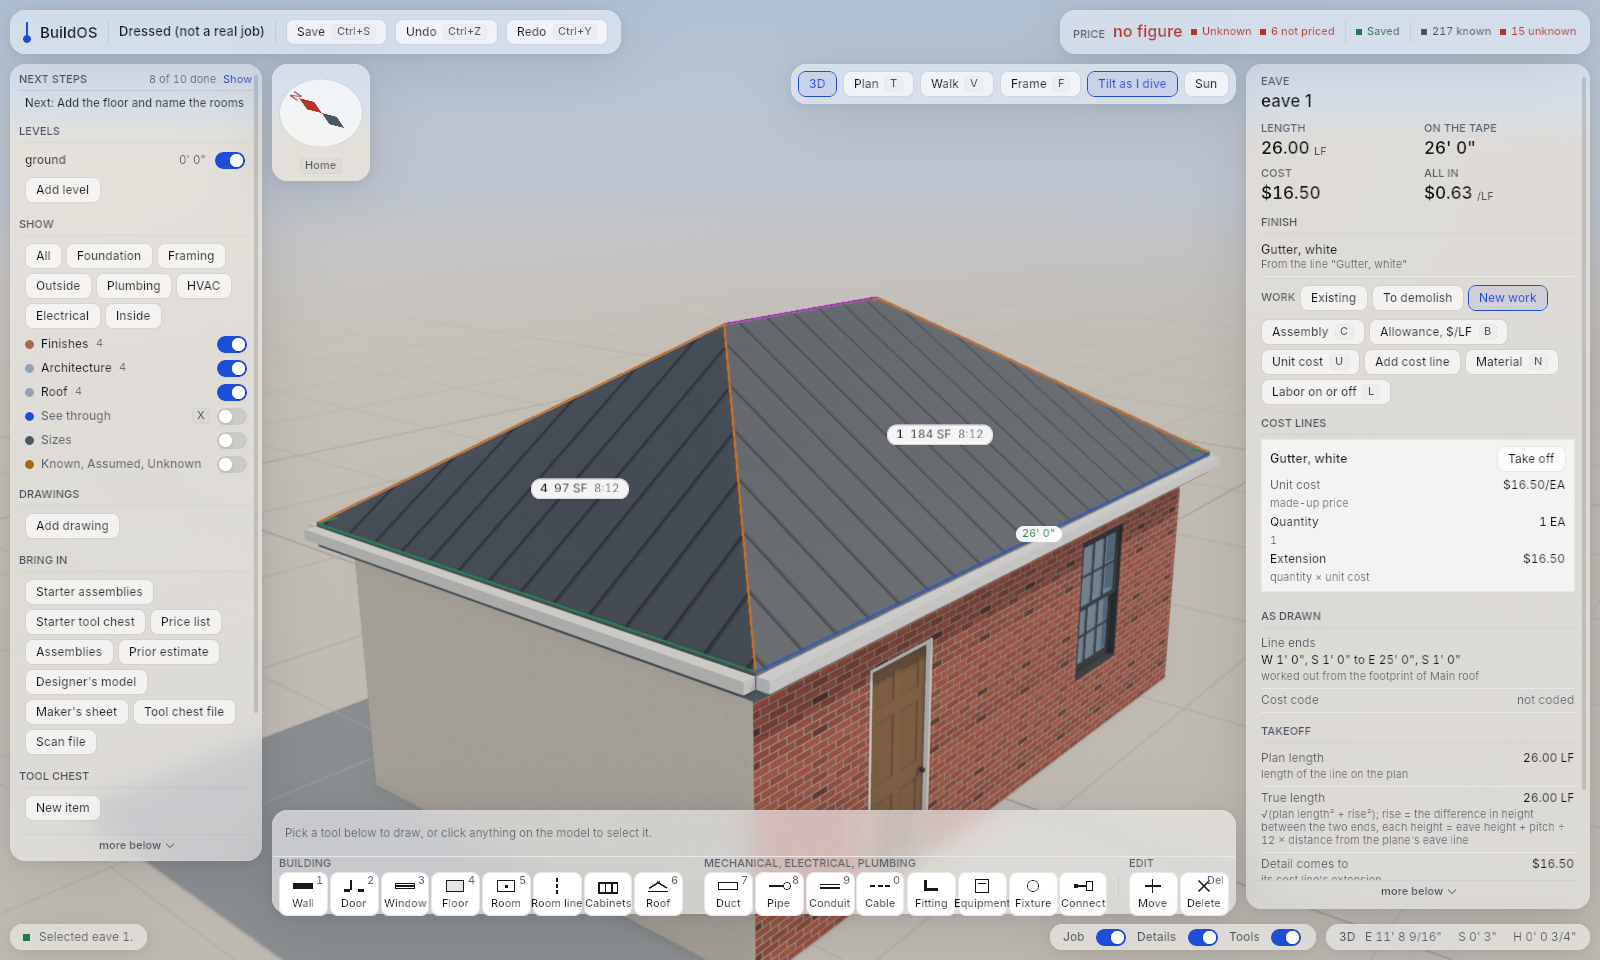 BuildOS
Dressed (not a real job)
Save Ctrl+S
Undo Ctrl+Z
Redo Ctrl+Y
PRICE no figure
Unknown
6 not priced
Saved
217 known
15 unknown
NEXT STEPS 8 of 10 done Show
Next: Add the floor and name the rooms
LEVELS
ground 0' 0"
Add level
SHOW
All Foundation Framing
Outside Plumbing HVAC
Electrical Inside
Finishes 4
Architecture 4
Roof 4
See through X
Sizes
Known, Assumed, Unknown
DRAWINGS
Add drawing
BRING IN
Starter assemblies
Starter tool chest Price list
Assemblies Prior estimate
Designer's model
Maker's sheet Tool chest file
Scan file
TOOL CHEST
New item
more below
N
Home
3D Plan T Walk V Frame F Tilt as I dive Sun
1 184 SF 8:12
4 97 SF 8:12
26' 0"
EAVE
eave 1
LENGTH ON THE TAPE
26.00 LF 26' 0"
COST ALL IN
$16.50 $0.63 /LF
FINISH
Gutter, white
From the line "Gutter, white"
WORK Existing To demolish New work
Assembly C Allowance, $/LF B
Unit cost U Add cost line Material N
Labor on or off L
COST LINES
Gutter, white Take off
Unit cost $16.50/EA
made-up price
Quantity 1 EA
1
Extension $16.50
quantity × unit cost
AS DRAWN
Line ends
W 1' 0", S 1' 0" to E 25' 0", S 1' 0"
worked out from the footprint of Main roof
Cost code not coded
TAKEOFF
Plan length 26.00 LF
length of the line on the plan
True length 26.00 LF
√(plan length² + rise²); rise = the difference in height
between the two ends, each height = eave height + pitch ÷
12 × distance from the plane's eave line
Detail comes to $16.50
its cost line's extension
more below
Pick a tool below to draw, or click anything on the model to select it.
BUILDING
Wall 1 Door 2 Window 3 Floor 4 Room 5 Room line Cabinets Roof 6
MECHANICAL, ELECTRICAL, PLUMBING
Duct 7 Pipe 8 Conduit 9 Cable 0 Fitting Equipment Fixture Connect
EDIT
Move Delete Del
Selected eave 1.
Job Details Tools
3D E 11' 8 9/16" S 0' 3" H 0' 0 3/4"